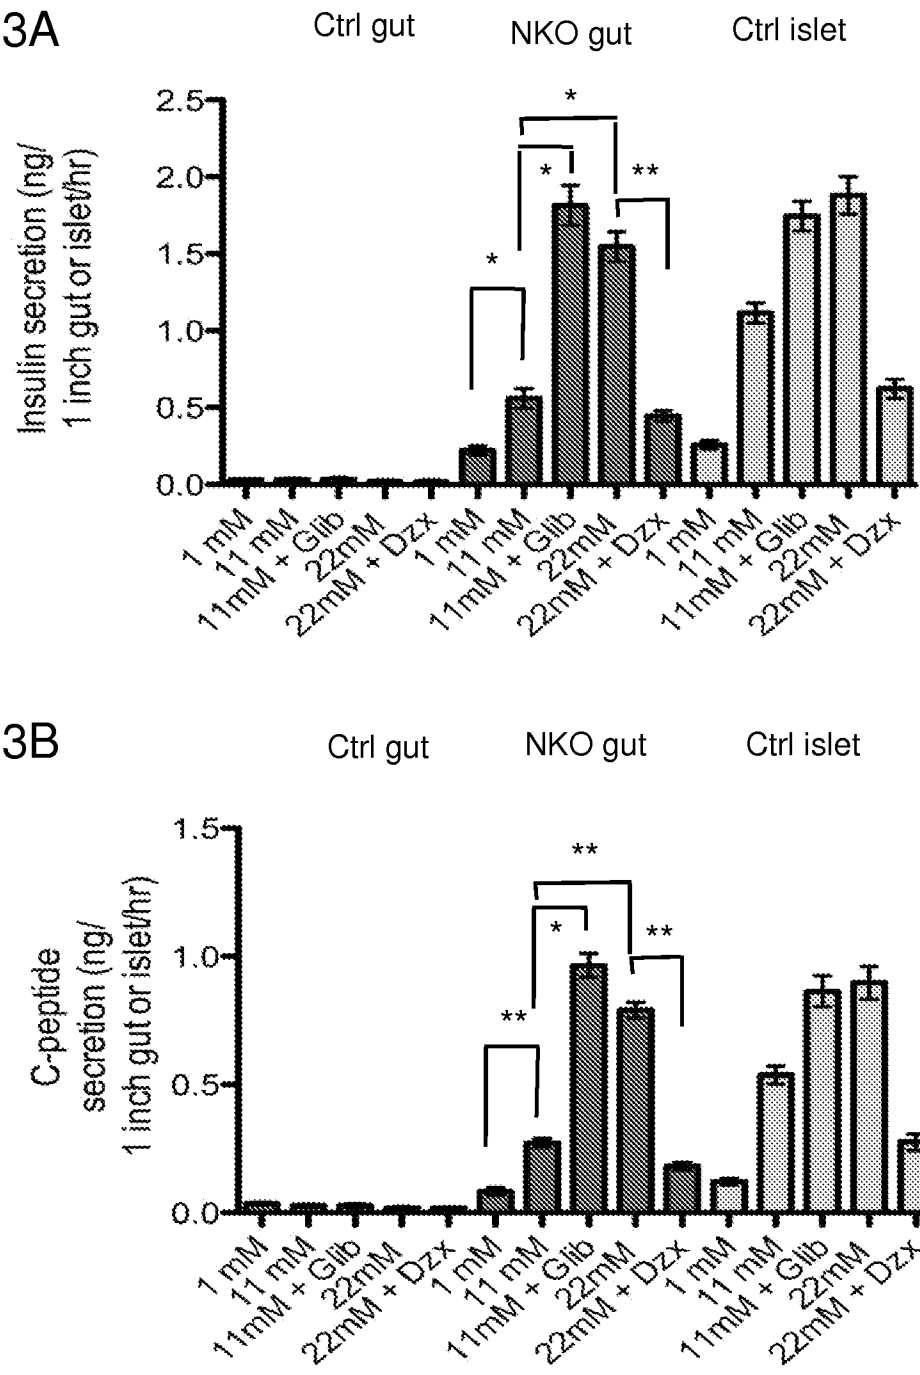 3A
Ctrl gut
NKO gut
Ctrl islet
Insulin secretion (ng/
1 inch gut or islet/hr)
2.5
2.0
1.5
1.0
0.5
0.0
*
*
**
*
1 mM
11 mM
11mM + Glib
22mM
22mM + Dzx
1 mM
11 mM
11mM + Glib
22mM
22mM + Dzx
1 mM
11 mM
11mM + Glib
22mM
22mM + Dzx
3B
Ctrl gut
NKO gut
Ctrl islet
C-peptide
secretion (ng/
1 inch gut or islet/hr)
1.5
1.0
0.5
0.0
**
*
**
**
1 mM
11 mM
11mM + Glib
22mM
22mM + Dzx
1 mM
11 mM
11mM + Glib
22mM
22mM + Dzx
1 mM
11 mM
11mM + Glib
22mM
22mM + Dzx